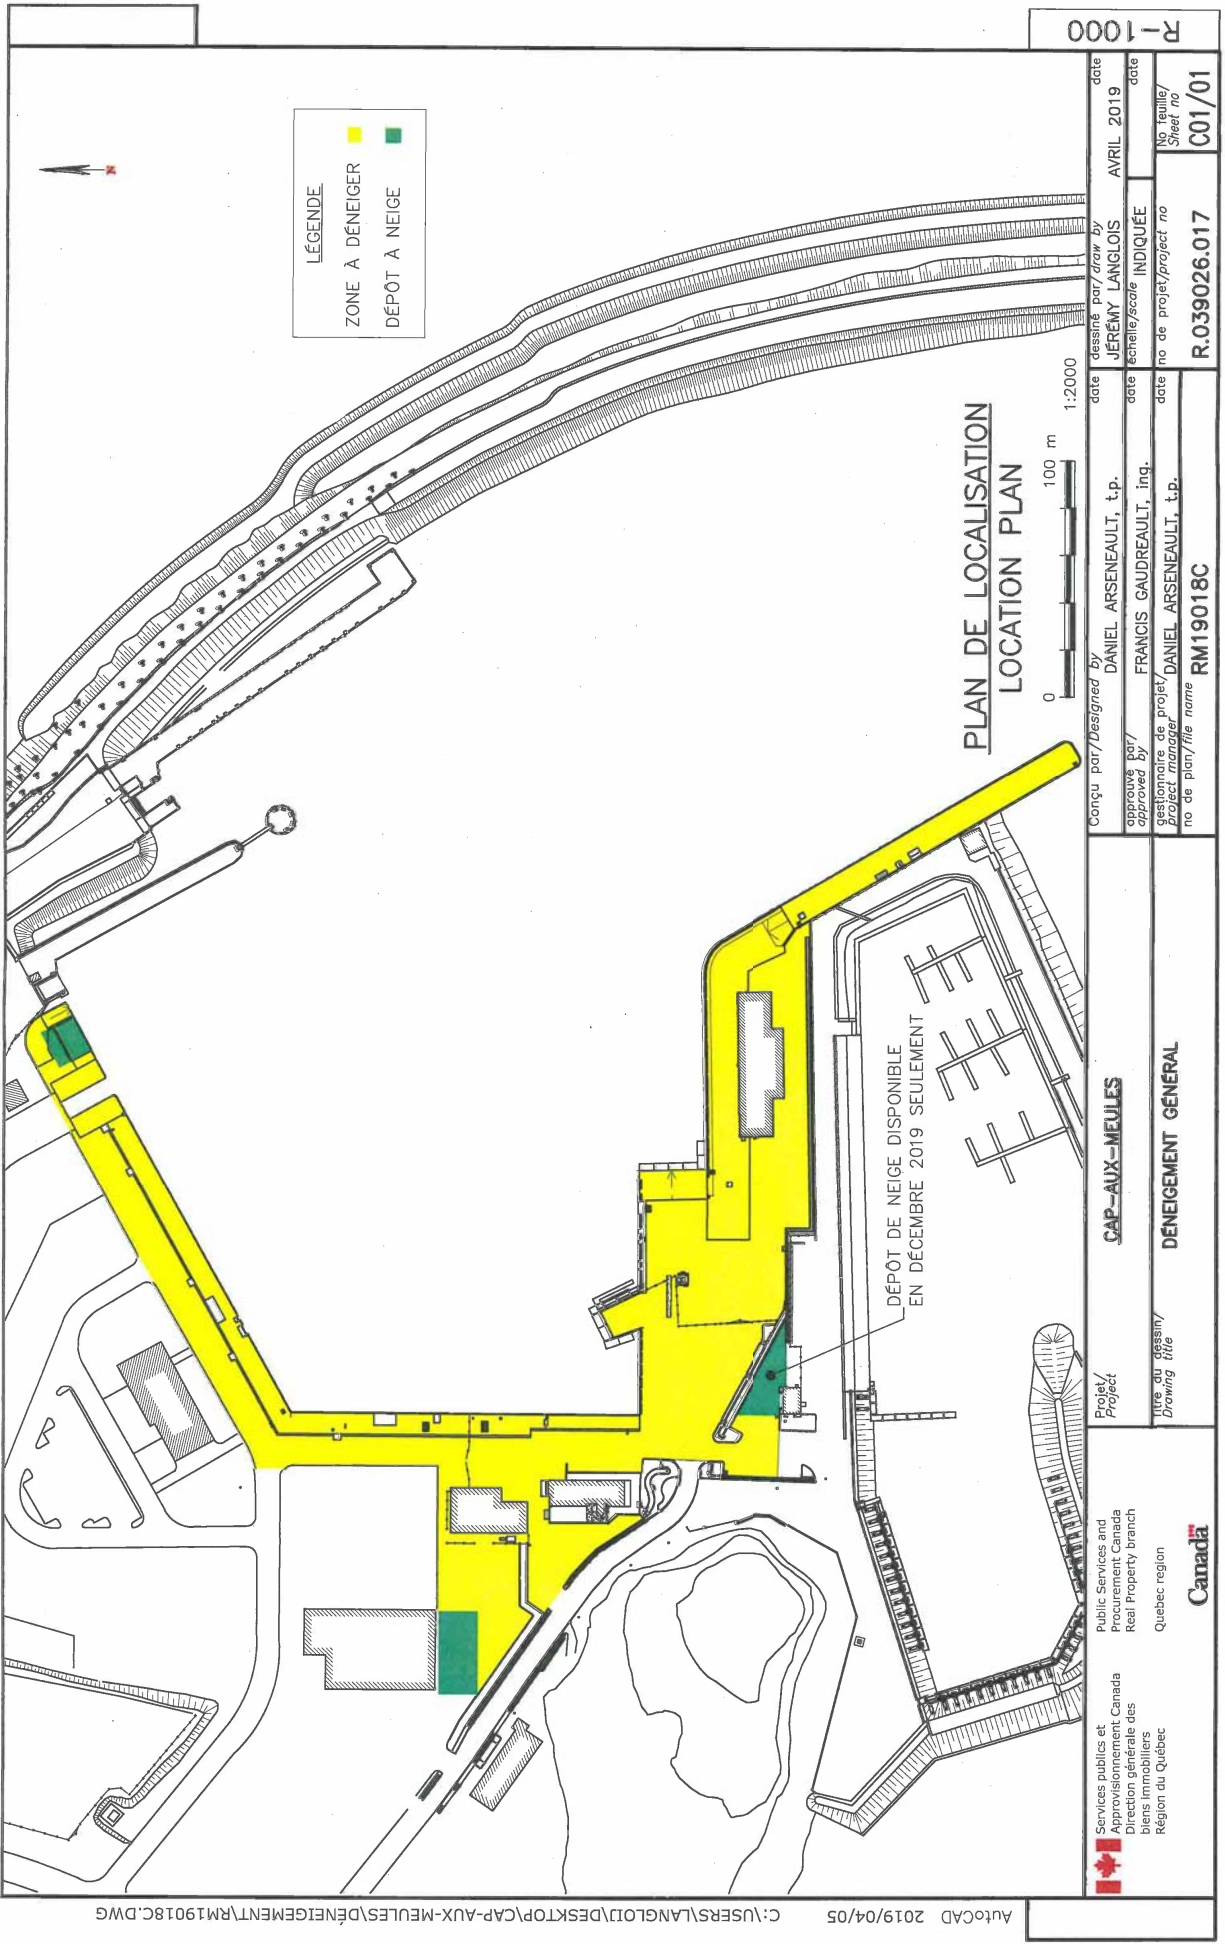 R-1000
LÉGENDE
ZONE À DÉNEIGER
DÉPÔT À NEIGE
N
DÉPÔT DE NEIGE DISPONIBLE
EN DÉCEMBRE 2019 SEULEMENT
PLAN DE LOCALISATION
LOCATION PLAN
0 100 m
1:2000
Services publics et
Approvisionnement Canada
Direction générale des
biens immobiliers
Région du Québec
Public Services and
Procurement Canada
Real Property branch
Quebec region
Canada
Projet/
Project
CAP-AUX-MEULES
Titre du dessin/
Drawing title
DÉNEIGEMENT GÉNÉRAL
Conçu par/Designed by date
DANIEL ARSENEAULT, t.p.
approuvé par/
approved by date
FRANCIS GAUDREAULT, ing.
gestionnaire de projet/
project manager date
DANIEL ARSENEAULT, t.p.
no de plan/file name
RM19018C
dessiné par/draw by date
JÉRÉMY LANGLOIS AVRIL 2019
échelle/scale date
INDIQUÉE
no de projet/project no
R.039026.017
No feuille/
Sheet no
C01/01
AutoCAD 2019/04/05 C:\USERS\LANGLOIJ\DESKTOP\CAP-AUX-MEULES\DÉNEIGEMENT\RM19018C.DWG